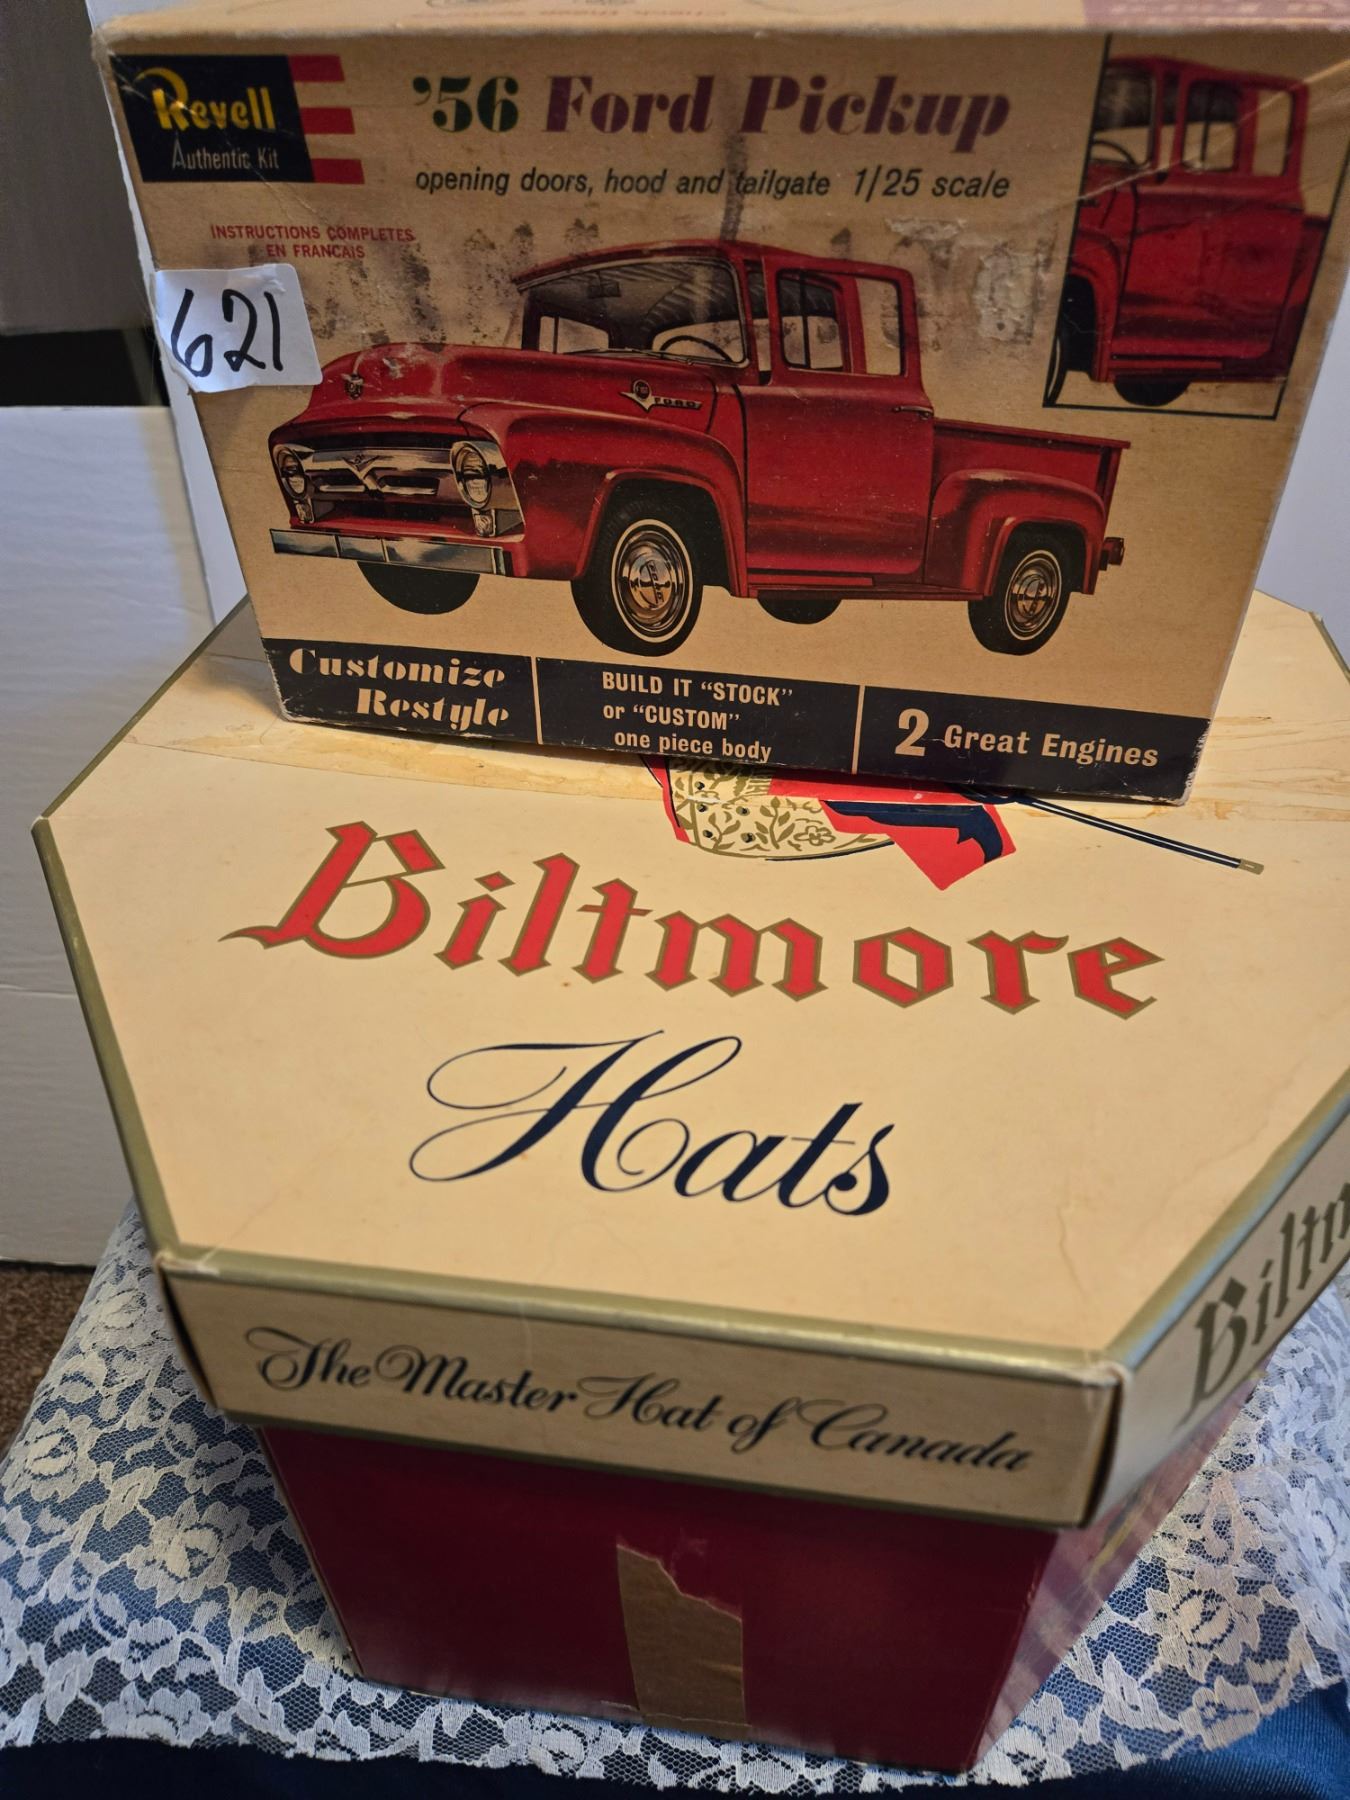 Revell
Authentic Kit
'56 Ford Pickup
opening doors, hood and tailgate 1/25 scale
INSTRUCTIONS COMPLETES
EN FRANCAIS
621
FORD
Customize
Restyle
BUILD IT "STOCK"
or "CUSTOM"
one piece body
2 Great Engines
Biltmore
Hats
The Master Hat of Canada
Biltm